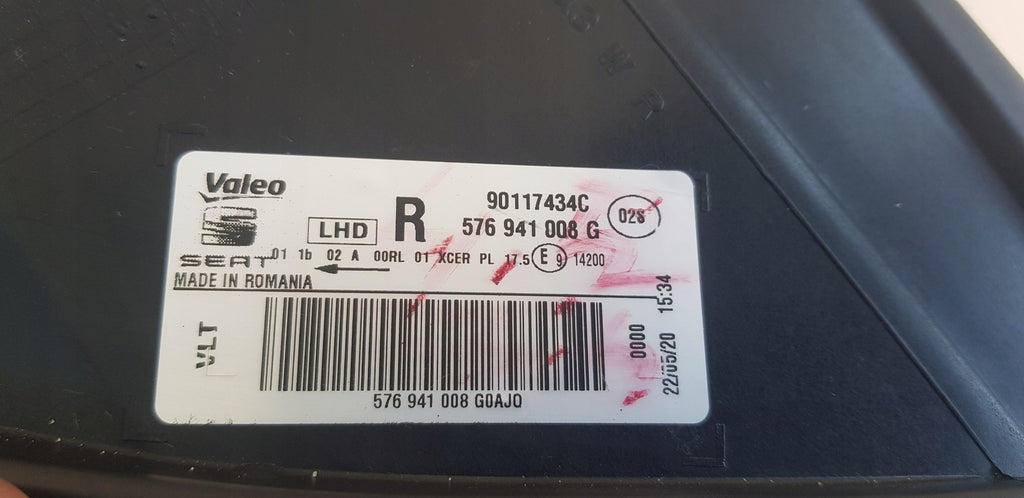 Valeo
SEAT
LHD
R
90117434C
576 941 008 G
02S
01 1b 02 A 00RL 01 XCER PL 17.5 E 9 14200
MADE IN ROMANIA
VLT
576 941 008 G0AJQ
0000
22/05/20 15:34